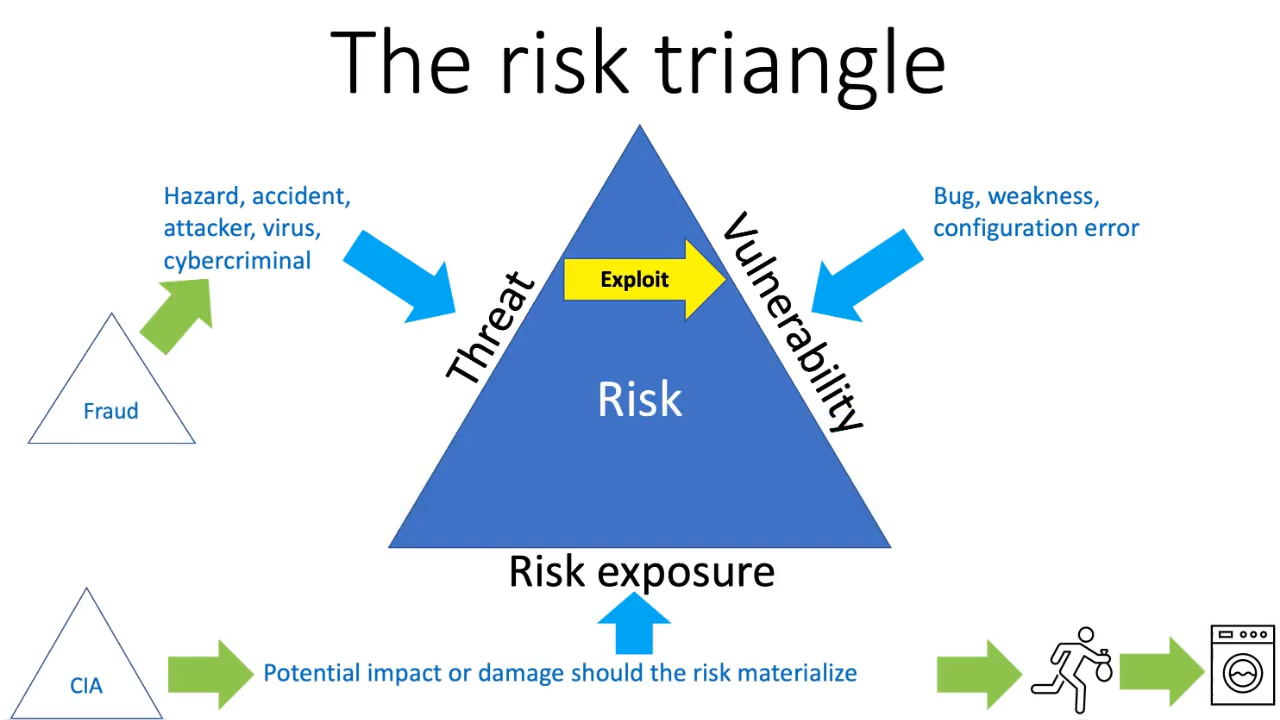 The risk triangle
Hazard, accident,
attacker, virus,
cybercriminal
Bug, weakness,
configuration error
Exploit
Threat
Vulnerability
Risk
Fraud
Risk exposure
CIA
Potential impact or damage should the risk materialize